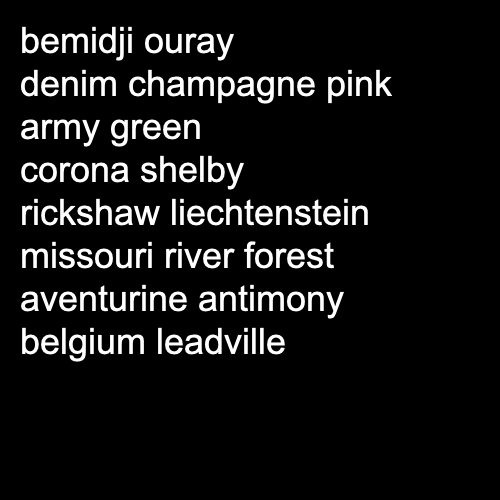 bemidji ouray
denim champagne pink
army green
corona shelby
rickshaw liechtenstein
missouri river forest
aventurine antimony
belgium leadville